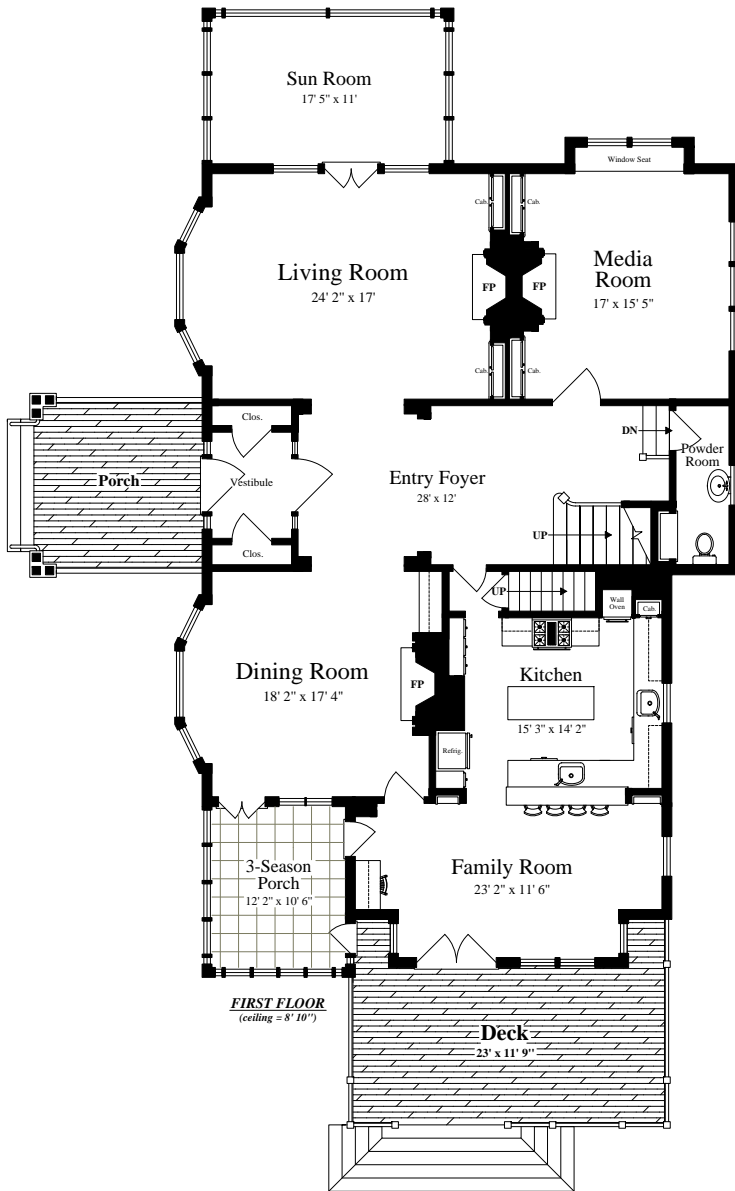 Sun Room
17' 5" x 11'
Window Seat
Cab.
Cab.
Living Room
24' 2" x 17'
FP
FP
Media
Room
17' x 15' 5"
Cab.
Cab.
Clos.
DN
Powder
Room
Porch
Vestibule
Entry Foyer
28' x 12'
UP
Clos.
UP
Wall
Oven
Cab.
Dining Room
18' 2" x 17' 4"
FP
Kitchen
15' 3" x 14' 2"
Refrig.
3-Season
Porch
12' 2" x 10' 6"
Family Room
23' 2" x 11' 6"
FIRST FLOOR
(ceiling = 8' 10")
Deck
23' x 11' 9"